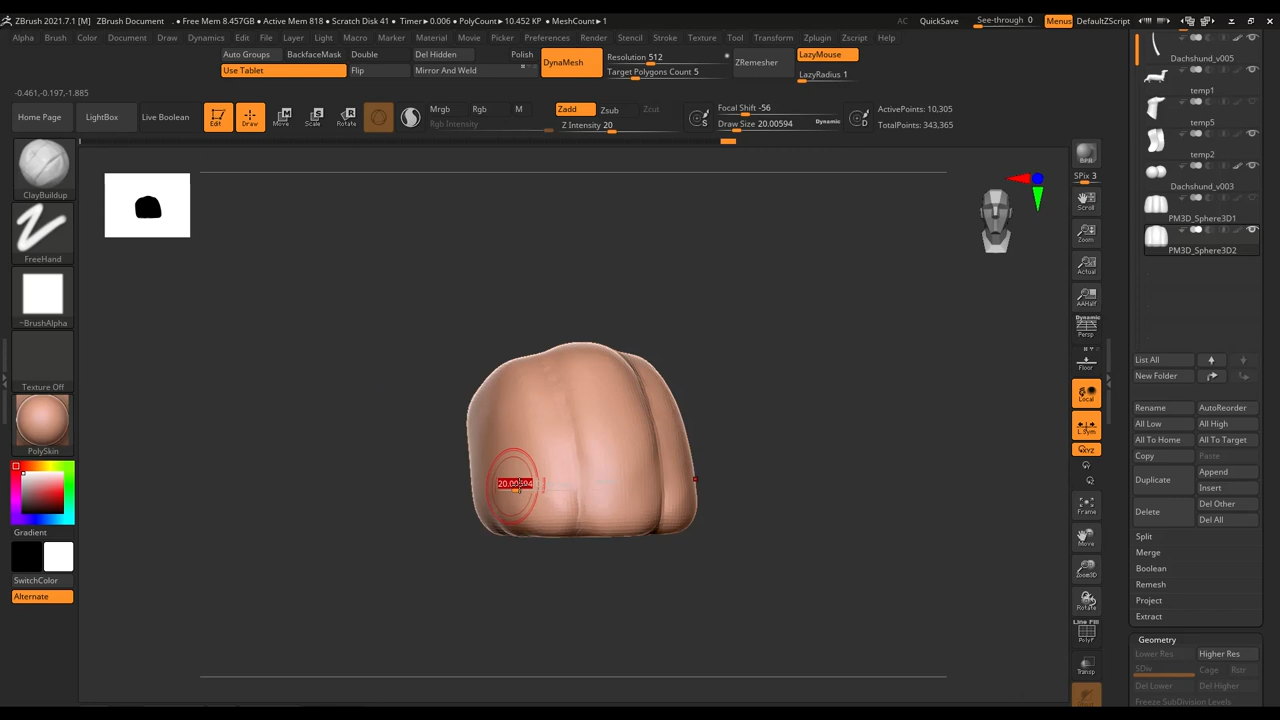 ZBrush 2021.7.1 [M] ZBrush Document . • Free Mem 8.457GB • Active Mem 818 • Scratch Disk 41 • Timer▸0.006 • PolyCount▸10.452 KP • MeshCount▸1
AC QuickSave See-through 0 Menus DefaultZScript
Alpha Brush Color Document Draw Dynamics Edit File Layer Light Macro Marker Material Movie Picker Preferences Render Stencil Stroke Texture Tool Transform Zplugin Zscript Help
Auto Groups BackfaceMask Double Del Hidden Polish
Use Tablet Flip Mirror And Weld
DynaMesh
Resolution 512
Target Polygons Count 5
ZRemesher
LazyMouse
LazyRadius 1
-0.461,-0.197,-1.885
Home Page LightBox Live Boolean
Edit Draw Move Scale Rotate
Mrgb Rgb M
Rgb Intensity
Zadd Zsub Zcut
Z Intensity 20
S
Focal Shift -56
Draw Size 20.00594 Dynamic
D
ActivePoints: 10,305
TotalPoints: 343,365
ClayBuildup
FreeHand
~BrushAlpha
Texture Off
PolySkin
Gradient
SwitchColor
Alternate
20.00594
BPR
SPix 3
Scroll
Zoom
Actual
AAHalf
Dynamic
Persp
Floor
Local
L.Sym
XYZ
Frame
Move
Zoom3D
Rotate
Line Fill
PolyF
Transp
Dachshund_v005
temp1
temp5
temp2
Dachshund_v003
PM3D_Sphere3D1
PM3D_Sphere3D2
List All
New Folder
Rename AutoReorder
All Low All High
All To Home All To Target
Copy Paste
Duplicate Append
Insert
Delete Del Other
Del All
Split
Merge
Boolean
Remesh
Project
Extract
Geometry
Lower Res Higher Res
SDiv Cage Rstr
Del Lower Del Higher
Freeze SubDivision Levels